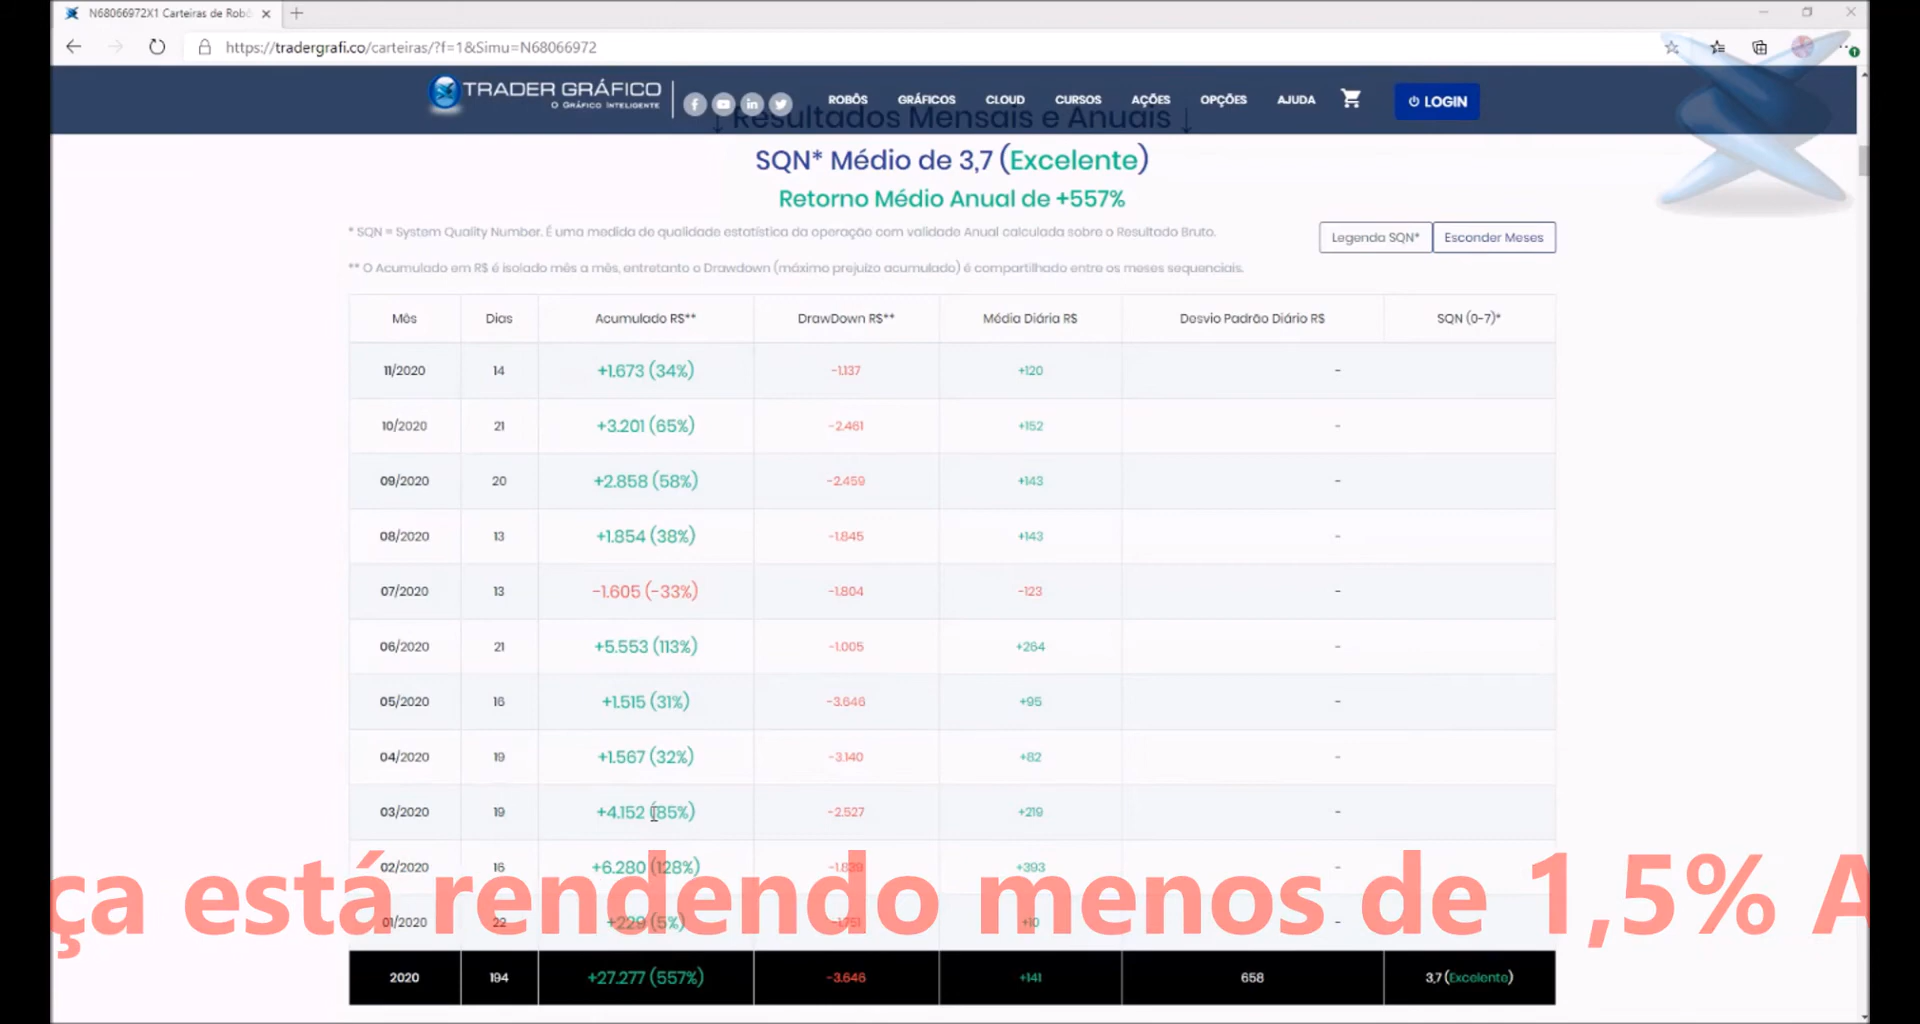 N68066972X1 Carteiras de Robô
https://tradergrafi.co/carteiras/?f=1&Simu=N68066972
TRADER GRÁFICO
O GRÁFICO INTELIGENTE
ROBÔS GRÁFICOS CLOUD CURSOS AÇÕES OPÇÕES AJUDA LOGIN
↓ Resultados Mensais e Anuais ↓
SQN* Médio de 3,7 (Excelente)
Retorno Médio Anual de +557%
* SQN = System Quality Number. É uma medida de qualidade estatística da operação com validade Anual calculada sobre o Resultado Bruto.
Legenda SQN* Esconder Meses
** O Acumulado em R$ é isolado mês a mês, entretanto o Drawdown (máximo prejuízo acumulado) é compartilhado entre os meses sequenciais.
Mês Dias Acumulado R$** DrawDown R$** Média Diária R$ Desvio Padrão Diário R$ SQN (0-7)*
11/2020 14 +1.673 (34%) -1.137 +120 -
10/2020 21 +3.201 (65%) -2.461 +152 -
09/2020 20 +2.858 (58%) -2.459 +143 -
08/2020 13 +1.854 (38%) -1.845 +143 -
07/2020 13 -1.605 (-33%) -1.804 -123 -
06/2020 21 +5.553 (113%) -1.005 +264 -
05/2020 16 +1.515 (31%) -3.646 +95 -
04/2020 19 +1.567 (32%) -3.140 +82 -
03/2020 19 +4.152 (85%) -2.527 +219 -
02/2020 16 +6.280 (128%) -1.839 +393 -
ça está rendendo menos de 1,5% A
01/2020 22 +229 (5%) -1.751 +10 -
2020 194 +27.277 (557%) -3.646 +141 658 3,7 (Excelente)